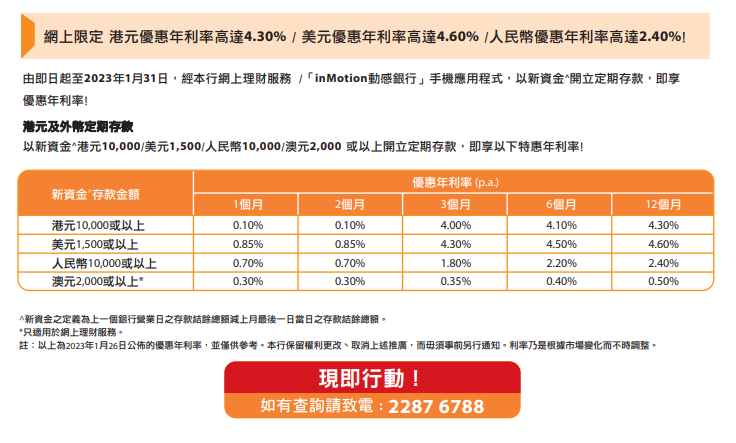 網上限定 港元優惠年利率高達4.30% / 美元優惠年利率高達4.60% /人民幣優惠年利率高達2.40%!
由即日起至2023年1月31日，經本行網上理財服務 /「inMotion動感銀行」手機應用程式，以新資金^開立定期存款，即享
優惠年利率!
港元及外幣定期存款
以新資金^港元10,000/美元1,500/人民幣10,000/澳元2,000 或以上開立定期存款，即享以下特惠年利率!
新資金^存款金額 優惠年利率 (p.a.)
1個月 2個月 3個月 6個月 12個月
港元10,000或以上 0.10% 0.10% 4.00% 4.10% 4.30%
美元1,500或以上 0.85% 0.85% 4.30% 4.50% 4.60%
人民幣10,000或以上 0.70% 0.70% 1.80% 2.20% 2.40%
澳元2,000或以上* 0.30% 0.30% 0.35% 0.40% 0.50%
^新資金之定義為上一個銀行營業日之存款結餘總額減上月最後一日當日之存款結餘總額。
*只適用於網上理財服務。
註：以上為2023年1月26日公佈的優惠年利率，並僅供參考。本行保留權利更改、取消上述推廣，而毋須事前另行通知。利率乃是根據市場變化而不時調整。
現即行動！
如有查詢請致電：2287 6788